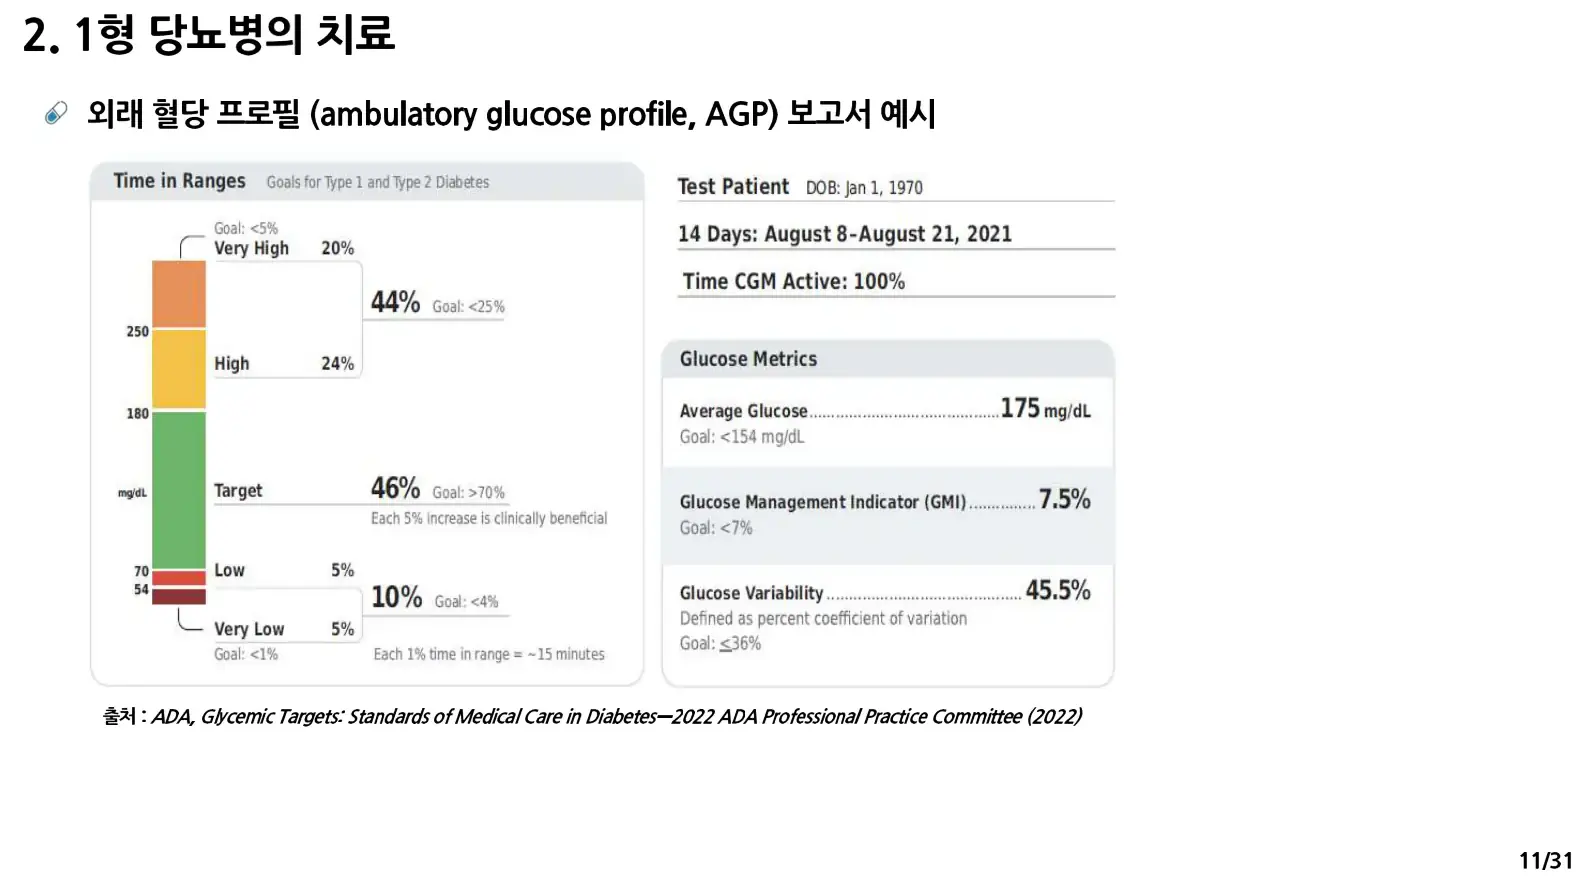 2. 1형 당뇨병의 치료
외래 혈당 프로필 (ambulatory glucose profile, AGP) 보고서 예시
Time in Ranges Goals for Type 1 and Type 2 Diabetes
Goal: <5%
Very High 20%
44% Goal: <25%
250
High 24%
180
mg/dL
Target 46% Goal: >70%
Each 5% increase is clinically beneficial
70
Low 5%
54
10% Goal: <4%
Very Low 5%
Goal: <1%
Each 1% time in range = ~15 minutes
Test Patient DOB: Jan 1, 1970
14 Days: August 8-August 21, 2021
Time CGM Active: 100%
Glucose Metrics
Average Glucose..........................................175 mg/dL
Goal: <154 mg/dL
Glucose Management Indicator (GMI)...............7.5%
Goal: <7%
Glucose Variability...........................................45.5%
Defined as percent coefficient of variation
Goal: ≤36%
출처 : ADA, Glycemic Targets: Standards of Medical Care in Diabetes—2022 ADA Professional Practice Committee (2022)
11/31